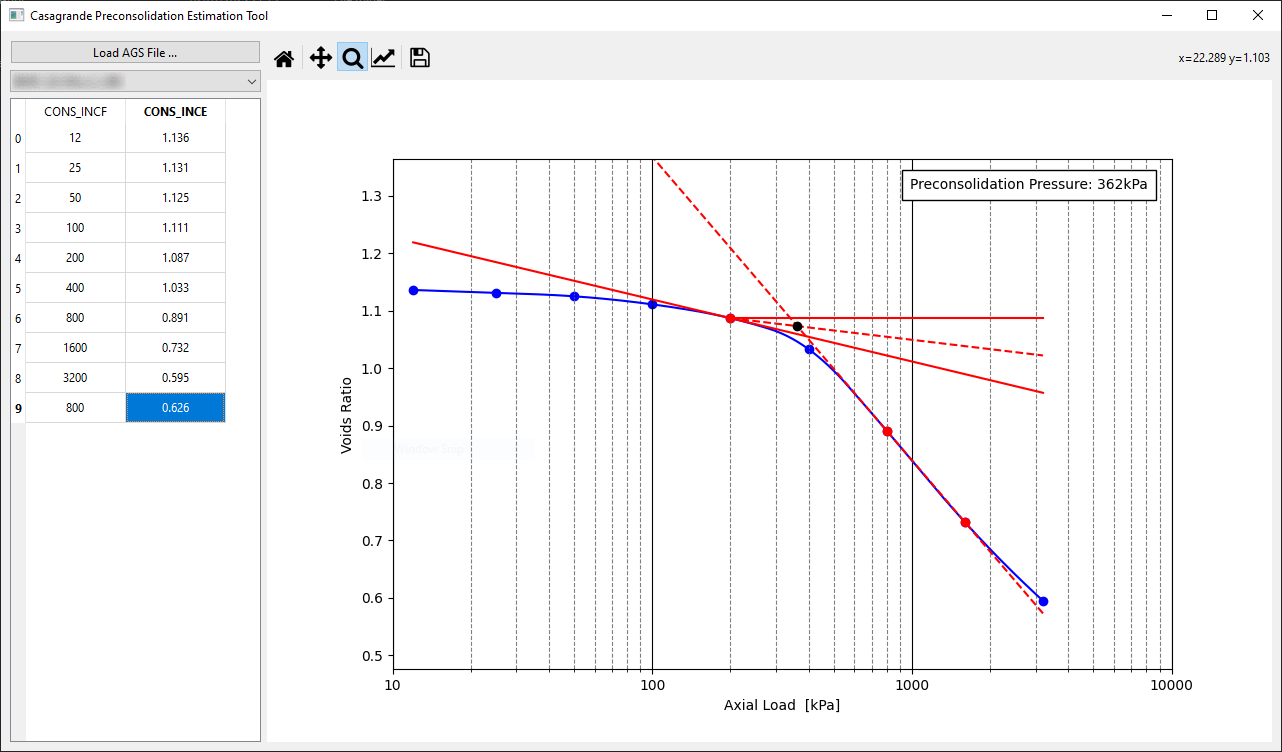 Casagrande Preconsolidation Estimation Tool
Load AGS File ...
x=22.289 y=1.103
CONS_INCF CONS_INCE
0 12 1.136
1 25 1.131
2 50 1.125
3 100 1.111
4 200 1.087
5 400 1.033
6 800 0.891
7 1600 0.732
8 3200 0.595
9 800 0.626
Preconsolidation Pressure: 362kPa
1.3
1.2
1.1
1.0
0.9
0.8
0.7
0.6
0.5
Voids Ratio
10 100 1000 10000
Axial Load [kPa]